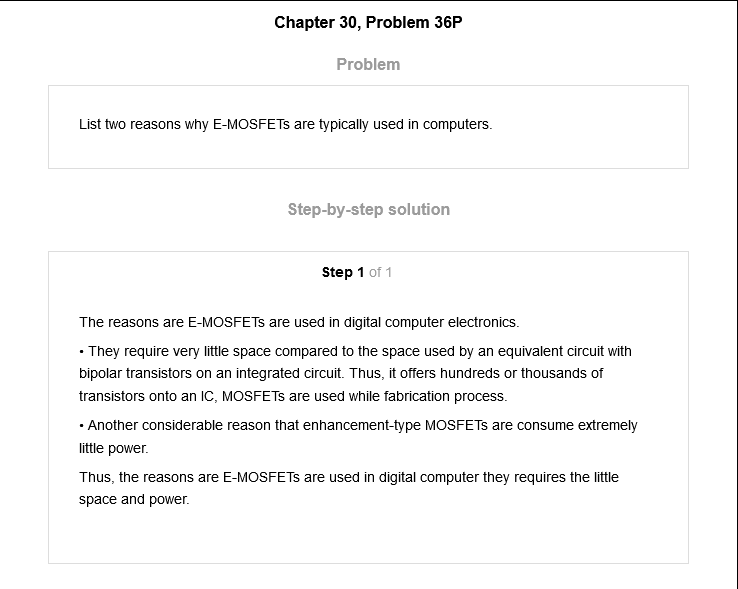 Chapter 30, Problem 36P
Problem
List two reasons why E-MOSFETs are typically used in computers.
Step-by-step solution
Step 1 of 1
The reasons are E-MOSFETs are used in digital computer electronics.
• They require very little space compared to the space used by an equivalent circuit with
bipolar transistors on an integrated circuit. Thus, it offers hundreds or thousands of
transistors onto an IC, MOSFETs are used while fabrication process.
• Another considerable reason that enhancement-type MOSFETs are consume extremely
little power.
Thus, the reasons are E-MOSFETs are used in digital computer they requires the little
space and power.